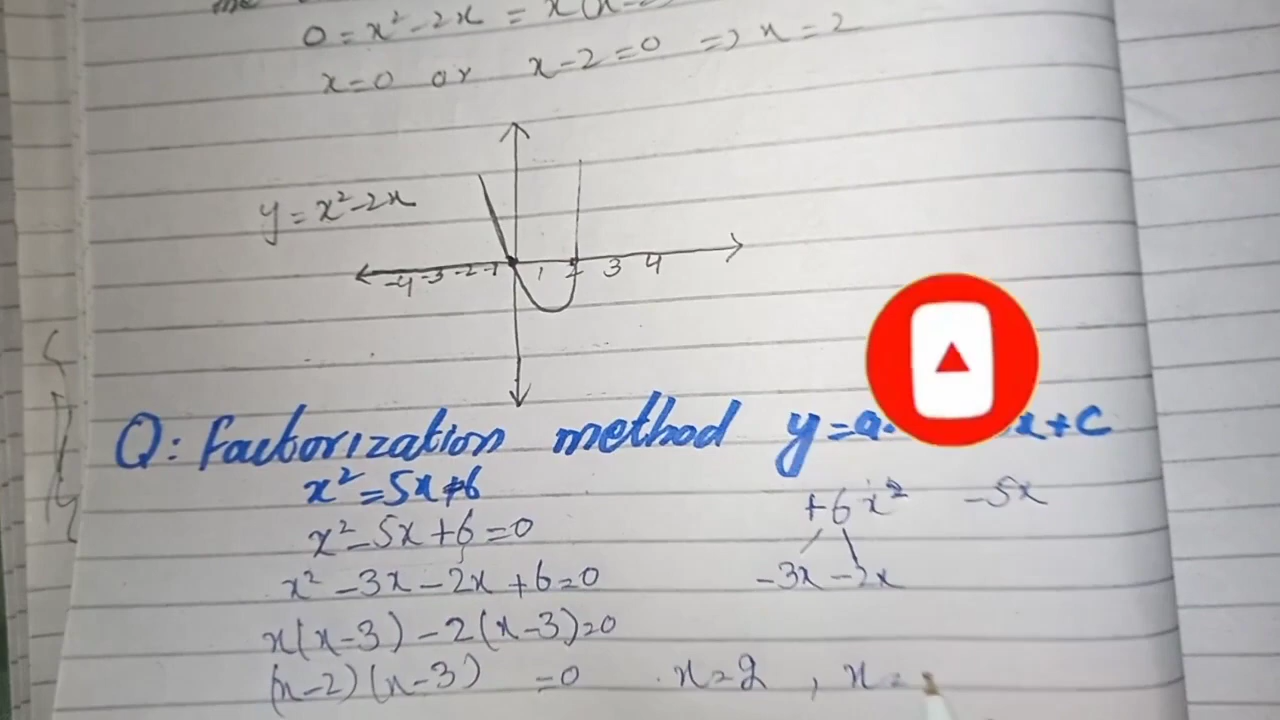 0 = x² - 2x = x(x-2
x=0 or x-2=0 => x=2
y = x²-2x
-4 -3 -2 -1 1 2 3 4
Q: Factorization method y=a x+c
x² = 5x+6
+6x² -5x
x²-5x+6=0
x² -3x -2x +6=0
-3x -2x
x(x-3) -2(x-3)=0
(x-2)(x-3) =0 x=2 , x =